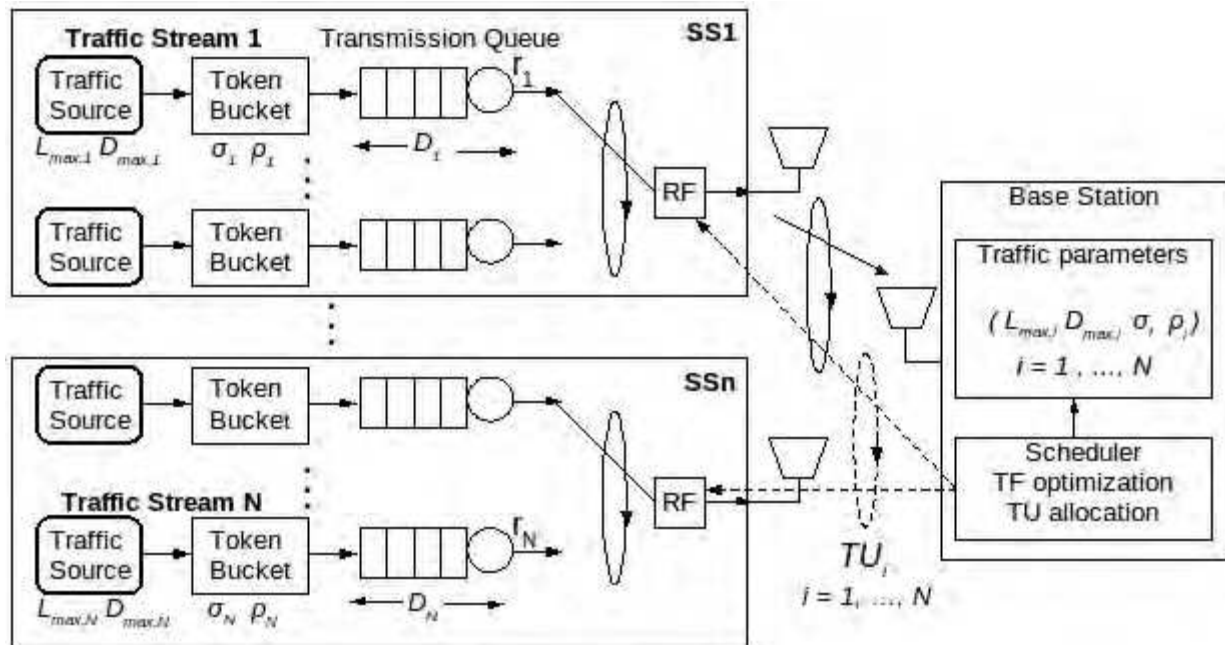 Traffic Stream 1
Transmission Queue
SS1
Traffic Source
Token Bucket
r1
Lmax,1 Dmax,1
σ1 ρ1
D1
RF
Traffic Source
Token Bucket
Base Station
Traffic parameters
( Lmax,i Dmax,i σi ρi )
i = 1 , ..., N
SSn
Traffic Source
Token Bucket
RF
Scheduler
TF optimization
TU allocation
Traffic Stream N
Traffic Source
Token Bucket
rN
Lmax,N Dmax,N
σN ρN
DN
TUi
i = 1, ..., N